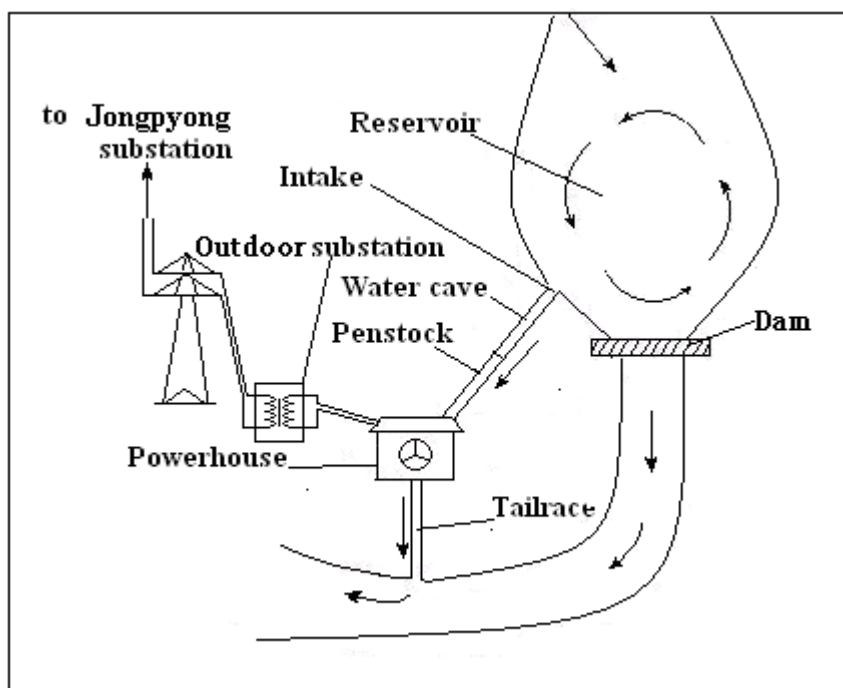 to Jongpyong
substation
Reservoir
Intake
Outdoor substation
Water cave
Penstock
Dam
Powerhouse
Tailrace